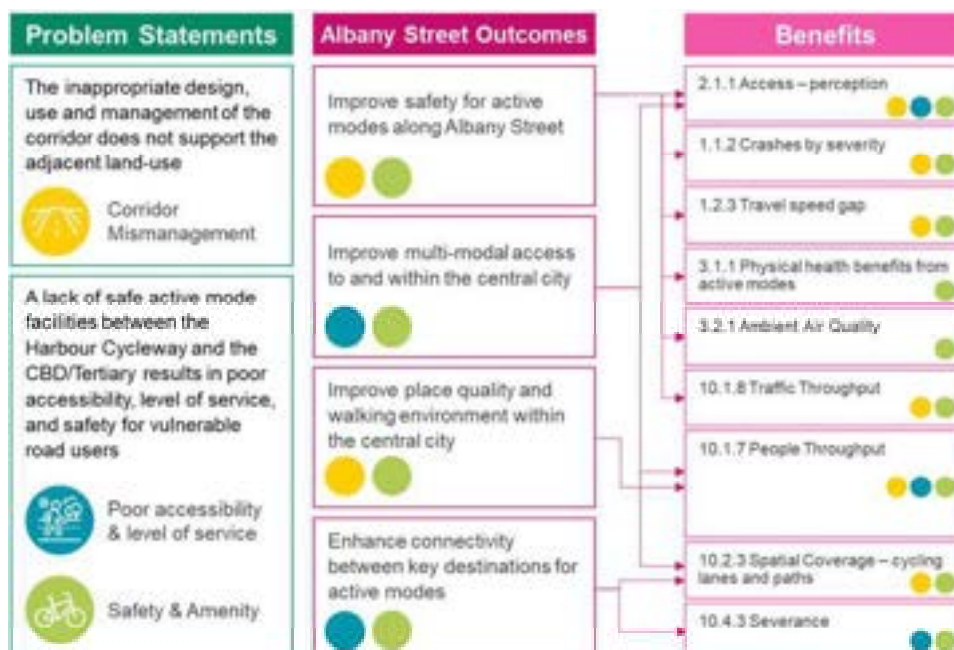 Problem Statements
The inappropriate design,
use and management of the
corridor does not support the
adjacent land-use
Corridor
Mismanagement
A lack of safe active mode
facilities between the
Harbour Cycleway and the
CBD/Tertiary results in poor
accessibility, level of service,
and safety for vulnerable
road users
Poor accessibility
& level of service
Safety & Amenity
Albany Street Outcomes
Improve safety for active
modes along Albany Street
Improve multi-modal access
to and within the central city
Improve place quality and
walking environment within
the central city
Enhance connectivity
between key destinations for
active modes
Benefits
2.1.1 Access – perception
1.1.2 Crashes by severity
1.2.3 Travel speed gap
3.1.1 Physical health benefits from
active modes
3.2.1 Ambient Air Quality
10.1.8 Traffic Throughput
10.1.7 People Throughput
10.2.3 Spatial Coverage – cycling
lanes and paths
10.4.3 Severance